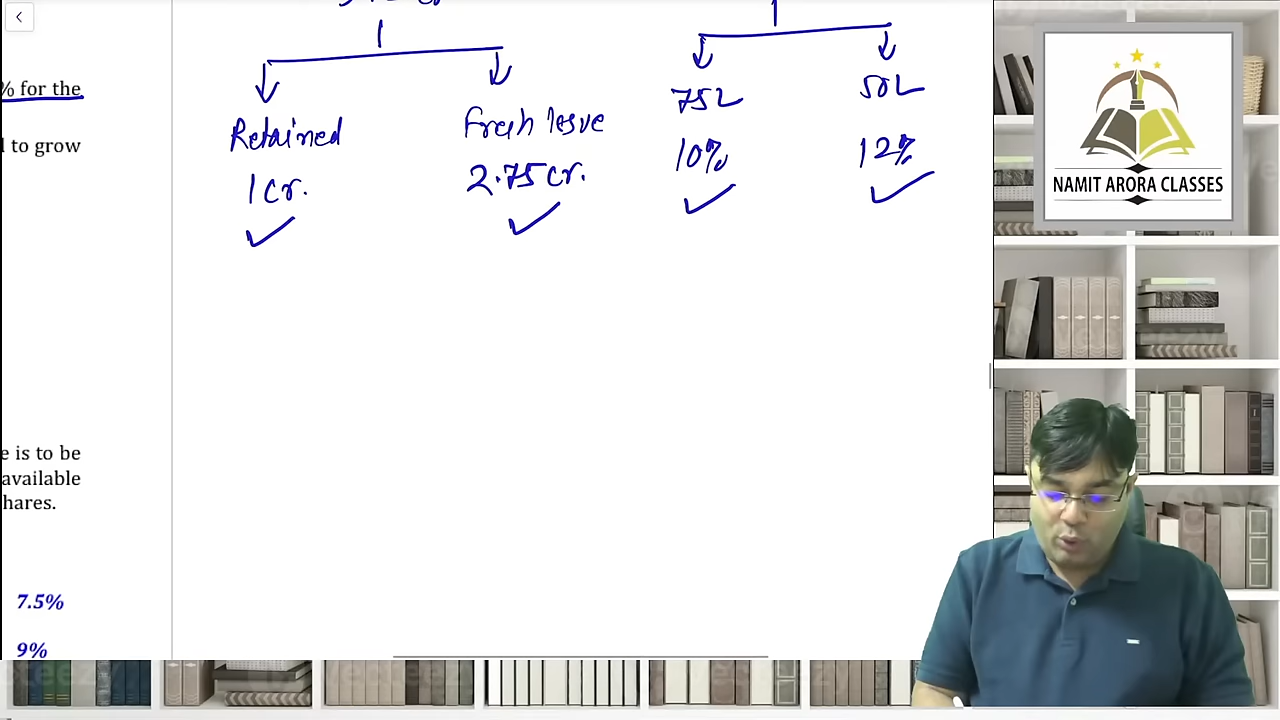 % for the
l to grow
Retained
1 cr.
Fresh Issue
2.75 cr.
75L
10%
50L
12%
e is to be
available
hares.
7.5%
9%
NAMIT ARORA CLASSES